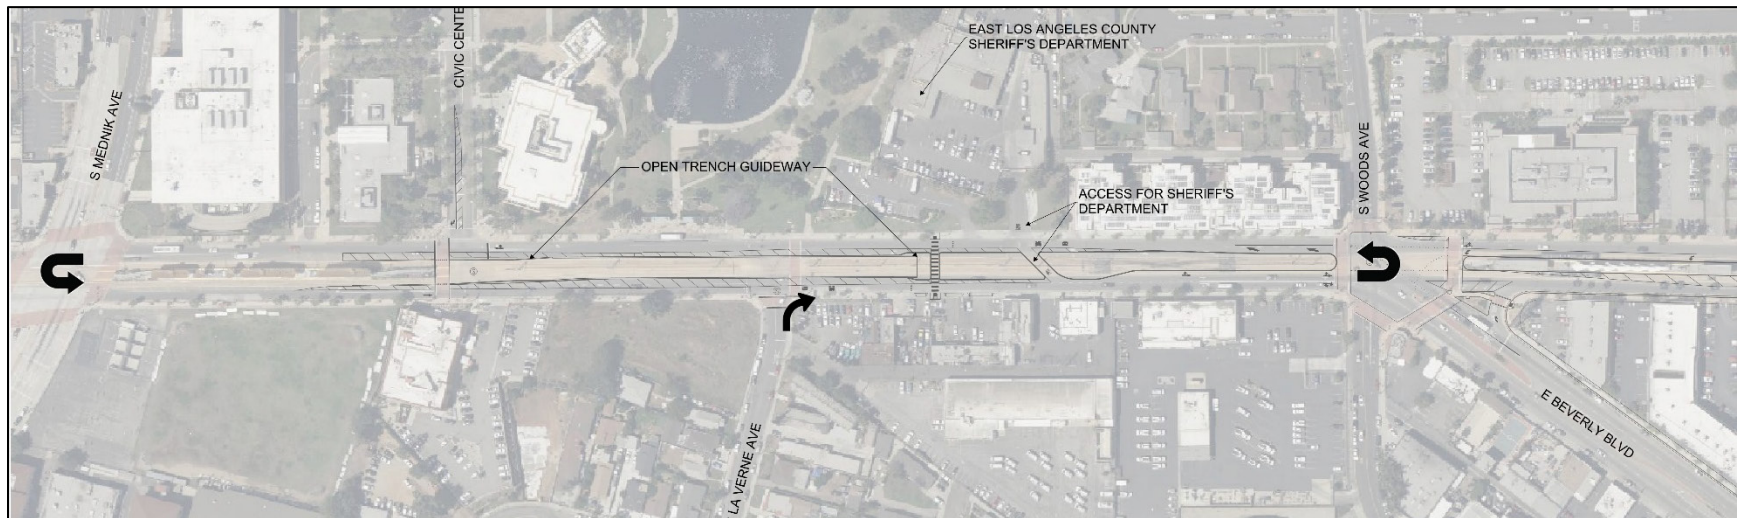 S MEDNIK AVE
CIVIC CENTE
EAST LOS ANGELES COUNTY
SHERIFF'S DEPARTMENT
OPEN TRENCH GUIDEWAY
ACCESS FOR SHERIFF'S
DEPARTMENT
S WOODS AVE
LA VERNE AVE
E BEVERLY BLVD